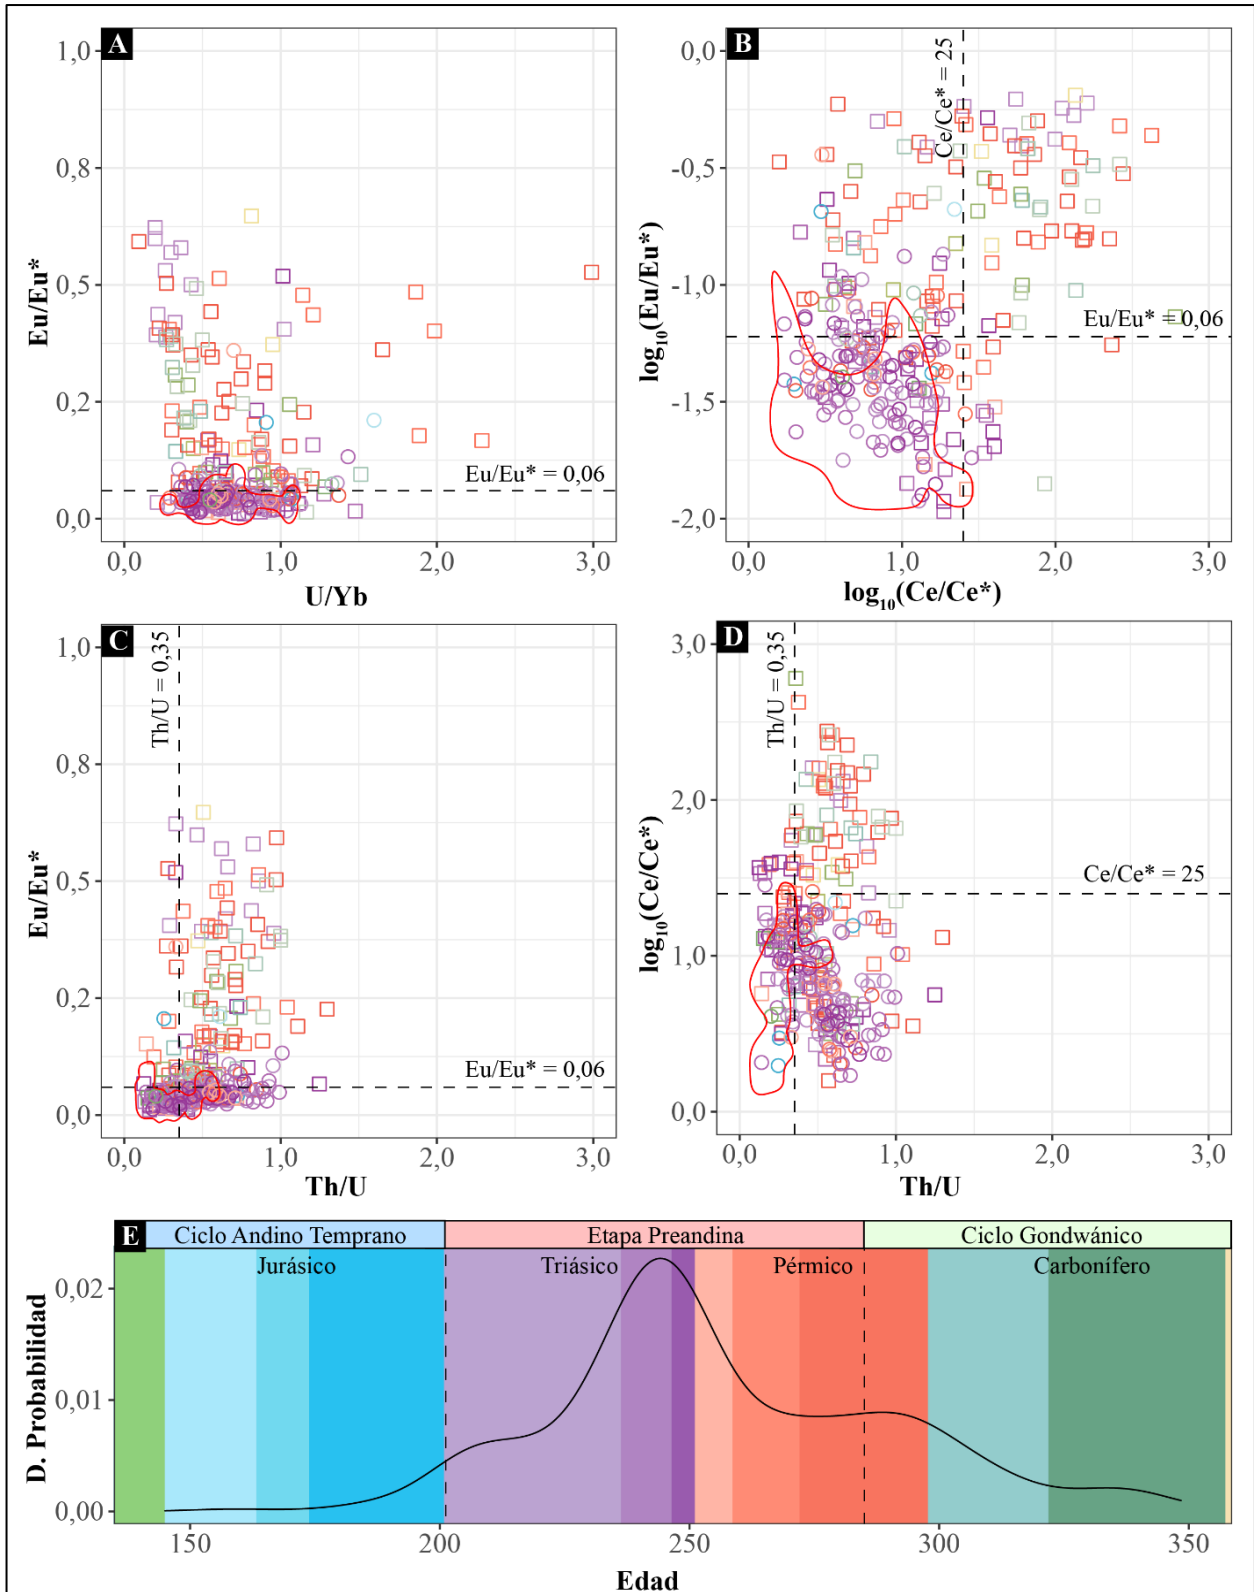 A
1,0
0,8
0,5
0,2
0,0
Eu/Eu*
Eu/Eu* = 0,06
0,0 1,0 2,0 3,0
U/Yb
B
0,0
-0,5
-1,0
-1,5
-2,0
log₁₀(Eu/Eu*)
Ce/Ce* = 25
Eu/Eu* = 0,06
0,0 1,0 2,0 3,0
log₁₀(Ce/Ce*)
C
1,0
0,8
0,5
0,2
0,0
Eu/Eu*
Th/U = 0,35
Eu/Eu* = 0,06
0,0 1,0 2,0 3,0
Th/U
D
3,0
2,0
1,0
0,0
log₁₀(Ce/Ce*)
Th/U = 0,35
Ce/Ce* = 25
0,0 1,0 2,0 3,0
Th/U
E
Ciclo Andino Temprano Etapa Preandina Ciclo Gondwánico
Jurásico Triásico Pérmico Carbonífero
0,02
0,01
0,00
D. Probabilidad
150 200 250 300 350
Edad